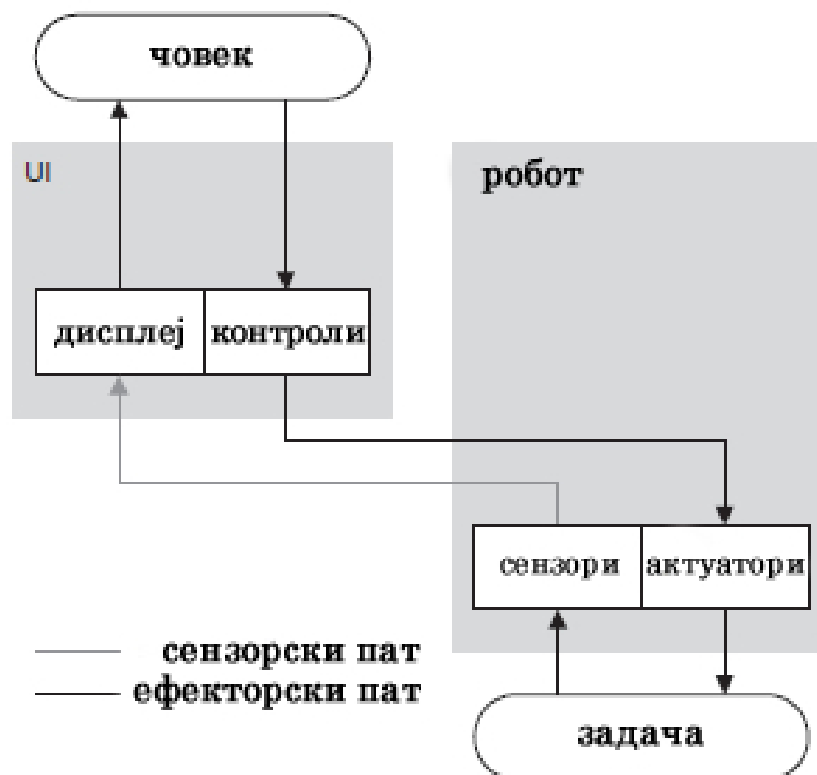 човек
UI
робот
дисплеј
контроли
сензори
актуатори
сензорски пат
ефекторски пат
задача